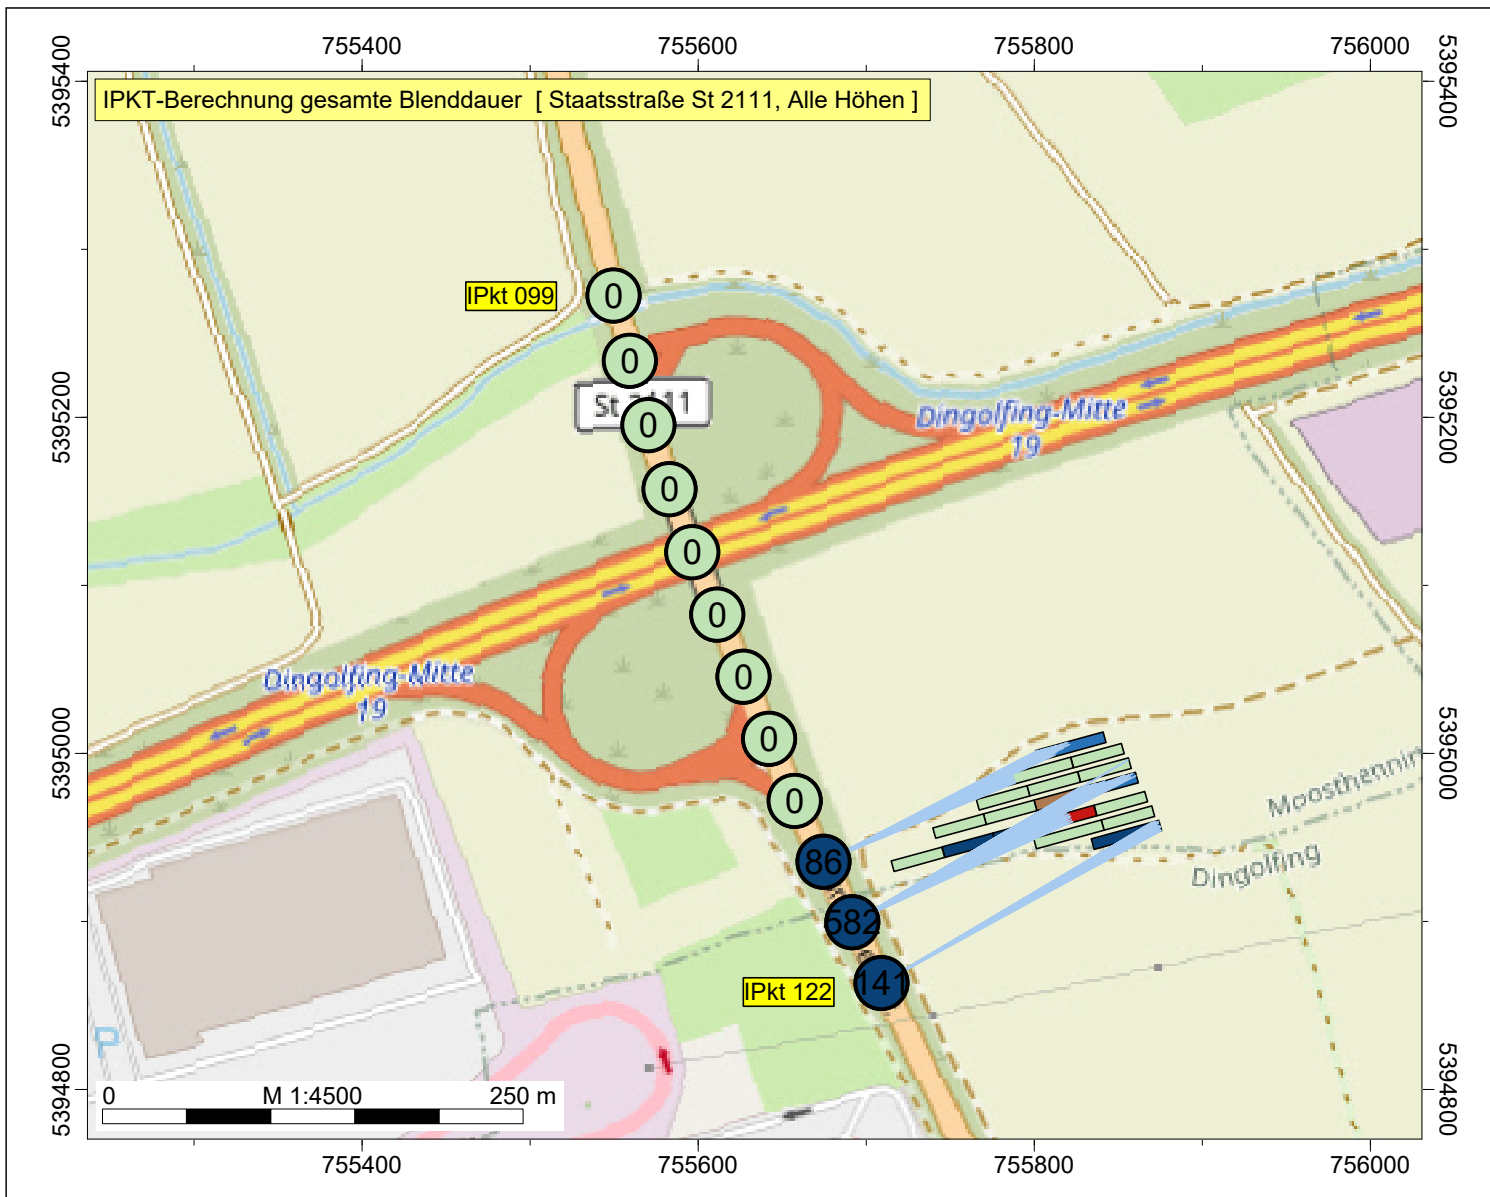 755400 755600 755800 756000
5395400 5395400
IPKT-Berechnung gesamte Blenddauer [ Staatsstraße St 2111, Alle Höhen ]
IPkt 099 0
0
5395200 5395200
St 11
0
Dingolfing-Mitte
19
0
0
0
0
Dingolfing-Mitte
19
0
5395000 5395000
0
Moosthennin
86
Dingolfing
582
141
IPkt 122
P
5394800 5394800
0 M 1:4500 250 m
755400 755600 755800 756000